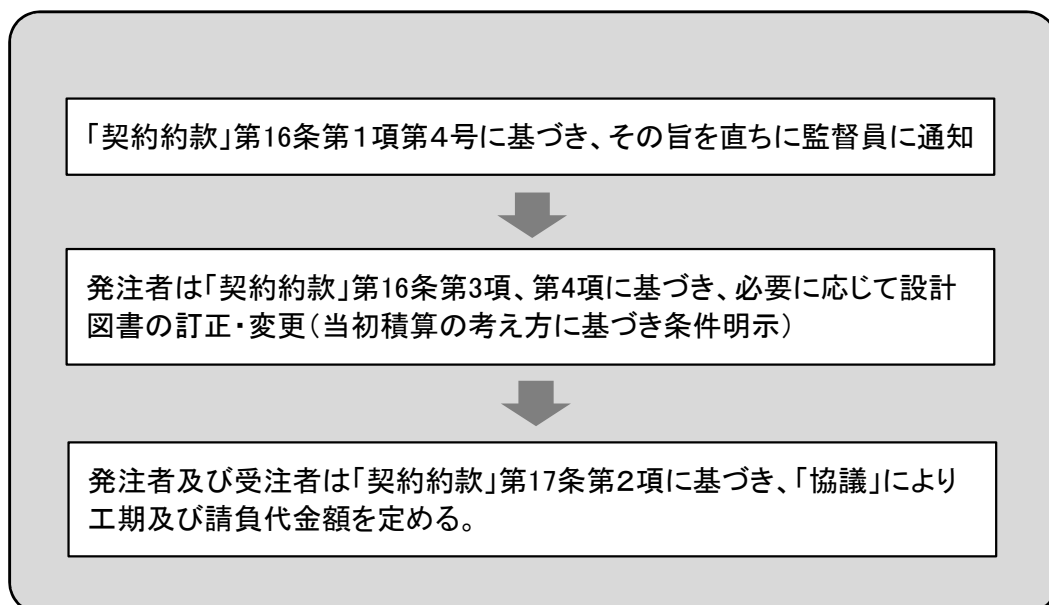 「契約約款」第16条第１項第４号に基づき、その旨を直ちに監督員に通知
発注者は「契約約款」第16条第3項、第4項に基づき、必要に応じて設計
図書の訂正・変更（当初積算の考え方に基づき条件明示）
発注者及び受注者は「契約約款」第17条第２項に基づき、「協議」により
工期及び請負代金額を定める。